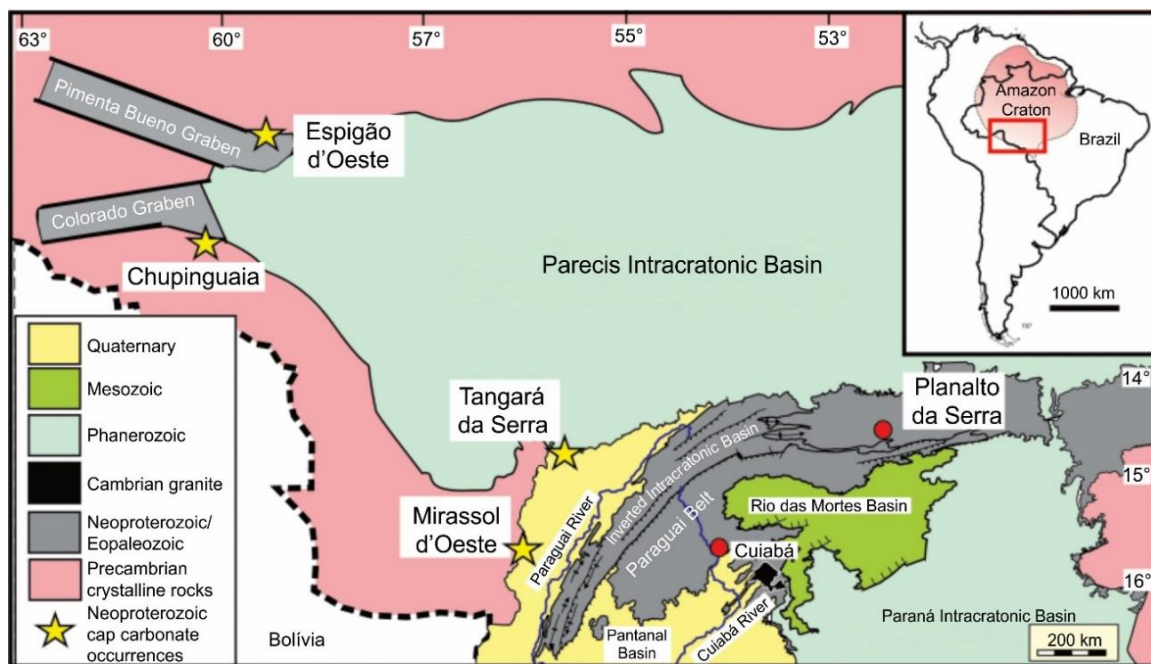 63°
60°
57°
55°
53°
Pimenta Bueno Graben
Espigão
d’Oeste
Colorado Graben
Chupinguaia
Parecis Intracratonic Basin
Amazon
Craton
Brazil
1000 km
Quaternary
Mesozoic
Phanerozoic
Cambrian granite
Neoproterozoic/
Eopaleozoic
Precambrian
crystalline rocks
Neoproterozoic
cap carbonate
occurrences
Bolívia
Tangará
da Serra
Mirassol
d’Oeste
Paraguai River
Inverted Intracratonic Basin
Paraguai Belt
Planalto
da Serra
Rio das Mortes Basin
Cuiabá
Cuiabá River
Pantanal
Basin
Paraná Intracratonic Basin
14°
15°
16°
200 km